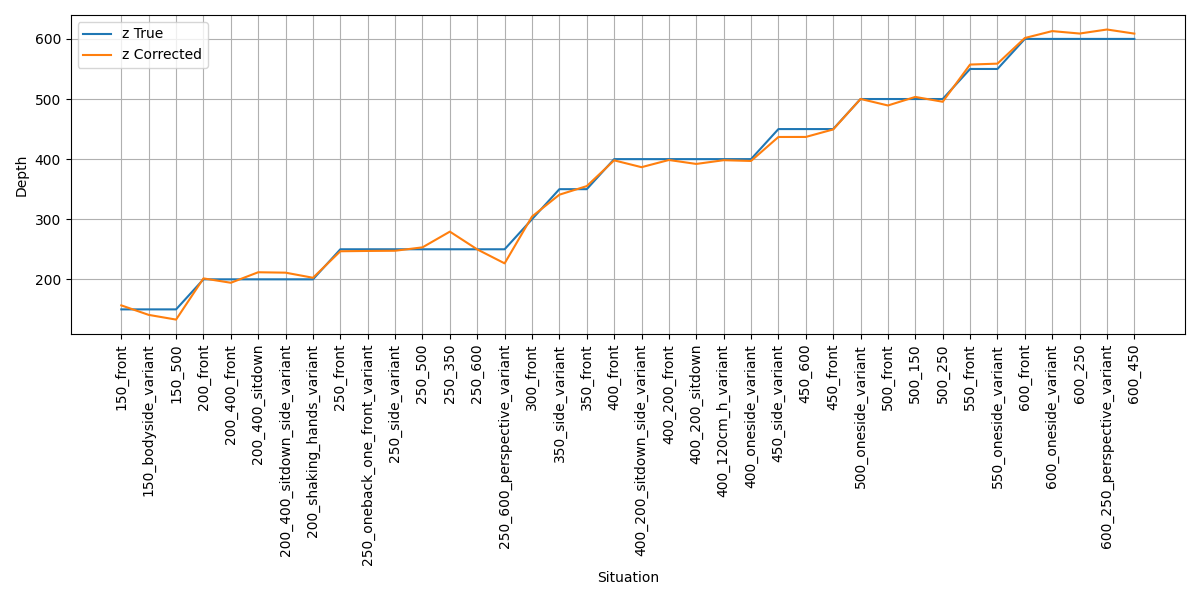 z True
z Corrected
600
500
400
300
200
Depth
150_front
150_bodyside_variant
150_500
200_front
200_400_front
200_400_sitdown
200_400_sitdown_side_variant
200_shaking_hands_variant
250_front
250_oneback_one_front_variant
250_side_variant
250_500
250_350
250_600
250_600_perspective_variant
300_front
350_side_variant
350_front
400_front
400_200_sitdown_side_variant
400_200_front
400_200_sitdown
400_120cm_h_variant
400_oneside_variant
450_side_variant
450_600
450_front
500_oneside_variant
500_front
500_150
500_250
550_front
550_oneside_variant
600_front
600_oneside_variant
600_250
600_250_perspective_variant
600_450
Situation